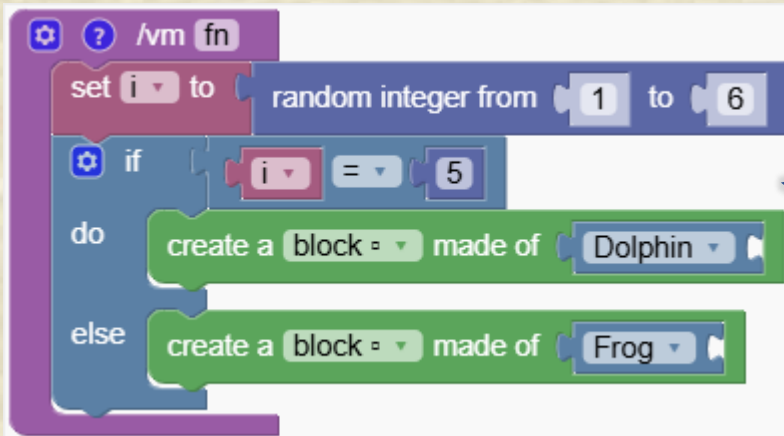 ? /vm fn
set i to random integer from 1 to 6
if i = 5
do create a block made of Dolphin
else create a block made of Frog